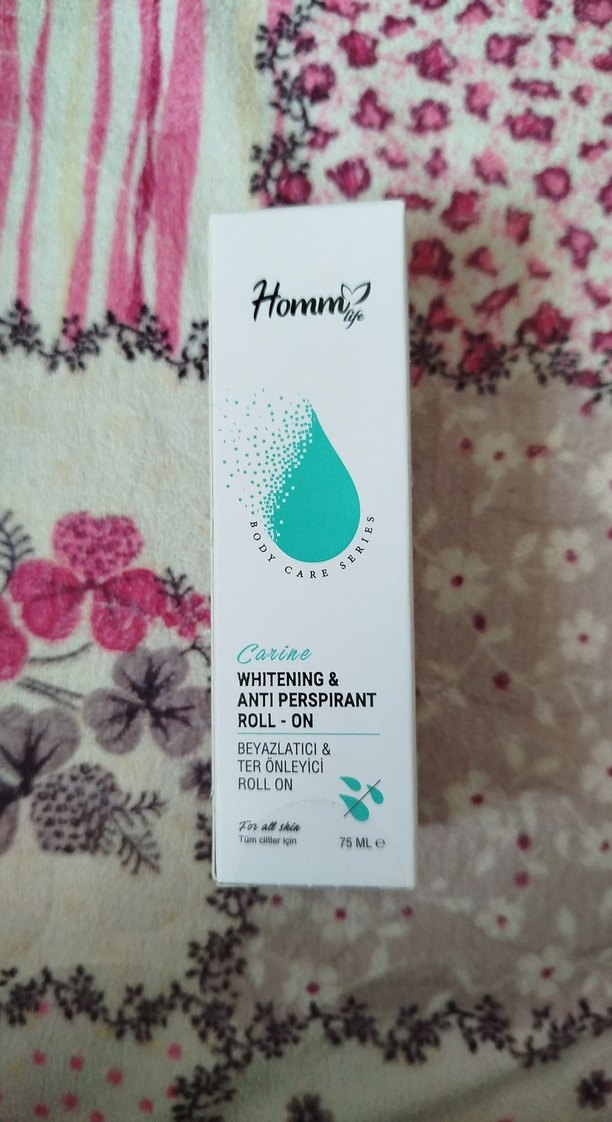 Homm
life
BODY CARE SERIES
Carine
WHITENING &
ANTI PERSPIRANT
ROLL - ON
BEYAZLATICI &
TER ÖNLEYİCİ
ROLL ON
For all skin
Tüm ciltler için
75 ML ℮